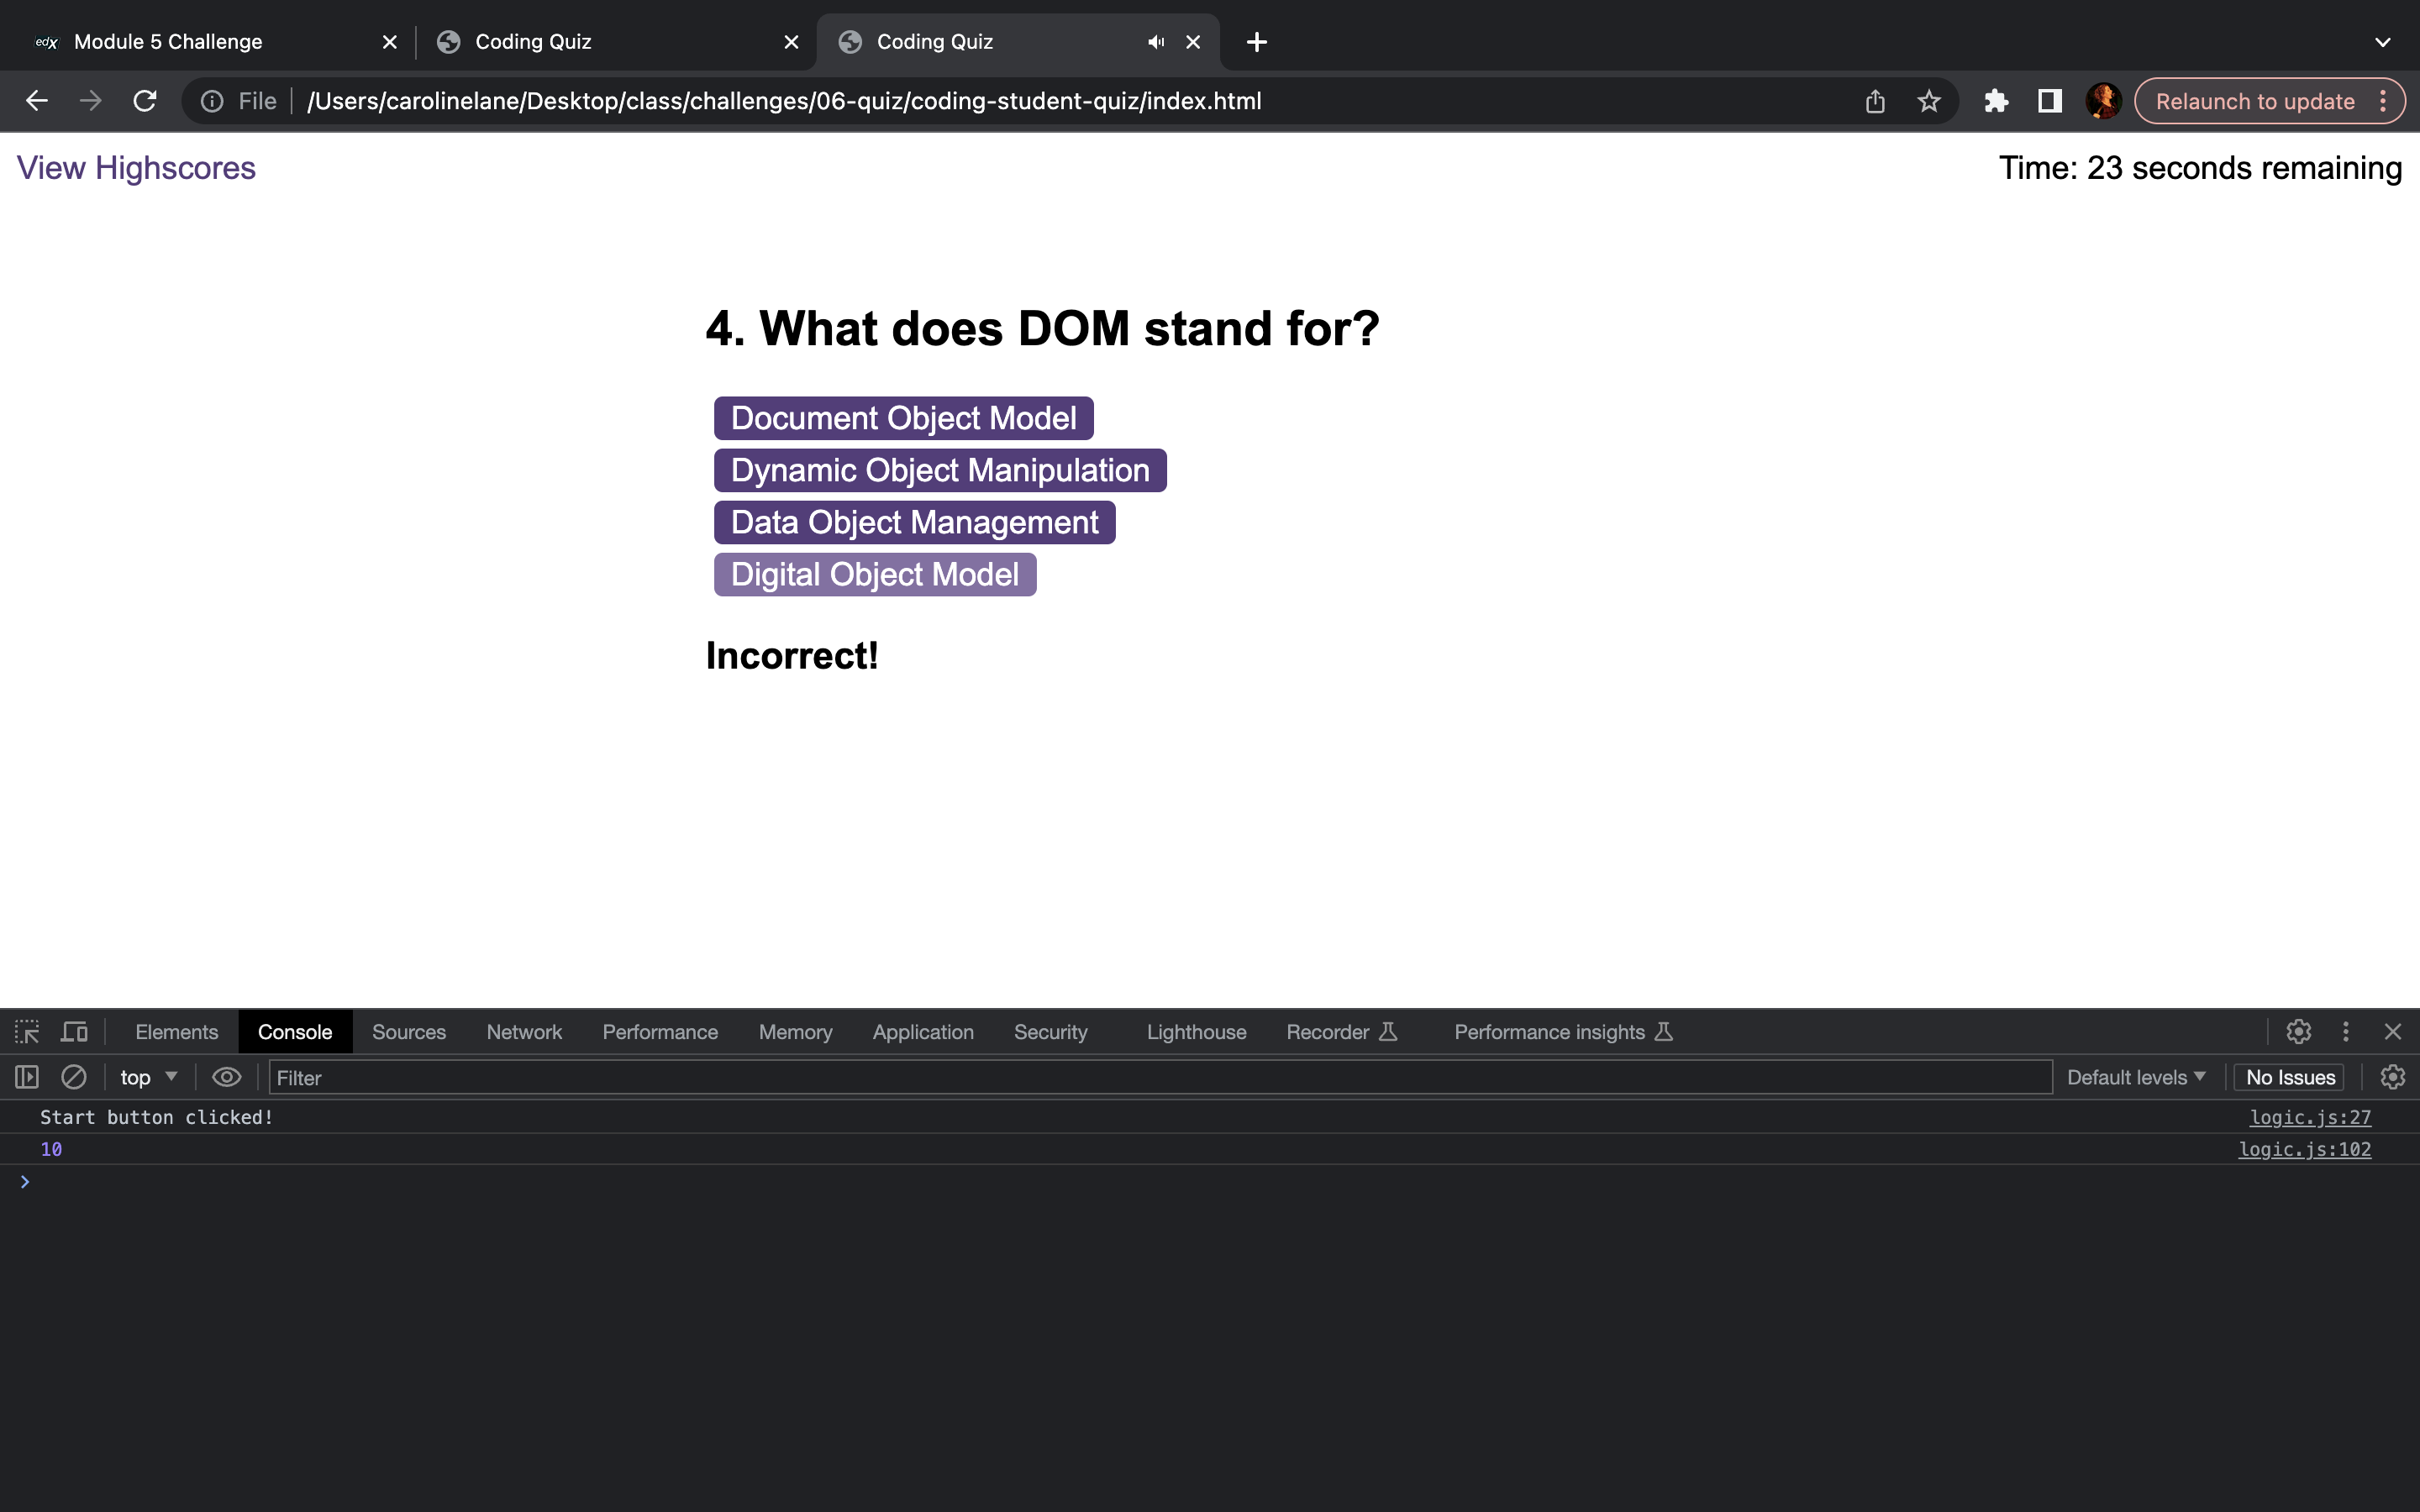 edX Module 5 Challenge Coding Quiz Coding Quiz
File /Users/carolinelane/Desktop/class/challenges/06-quiz/coding-student-quiz/index.html Relaunch to update
View Highscores Time: 23 seconds remaining
4. What does DOM stand for?
Document Object Model
Dynamic Object Manipulation
Data Object Management
Digital Object Model
Incorrect!
Elements Console Sources Network Performance Memory Application Security Lighthouse Recorder Performance insights
top Filter Default levels No Issues
Start button clicked! logic.js:27
10 logic.js:102